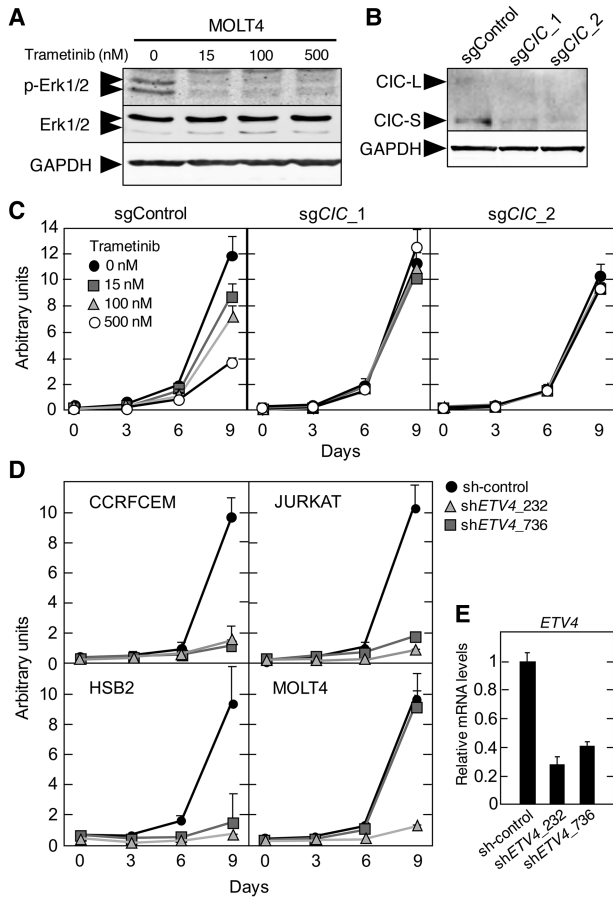 A
MOLT4
Trametinib (nM) 0 15 100 500
p-Erk1/2
Erk1/2
GAPDH
B
sgControl
sgCIC_1
sgCIC_2
CIC-L
CIC-S
GAPDH
C
sgControl
sgCIC_1
sgCIC_2
Arbitrary units
14
12
10
8
6
4
2
0
Trametinib
0 nM
15 nM
100 nM
500 nM
0 3 6 9
0 3 6 9
0 3 6 9
Days
D
CCRFCEM
JURKAT
sh-control
shETV4_232
shETV4_736
10
8
6
4
2
0
Arbitrary units
HSB2
MOLT4
10
8
6
4
2
0
0 3 6 9
0 3 6 9
Days
E
ETV4
Relative mRNA levels
1
0.8
0.4
0.2
0
sh-control
shETV4_232
shETV4_736